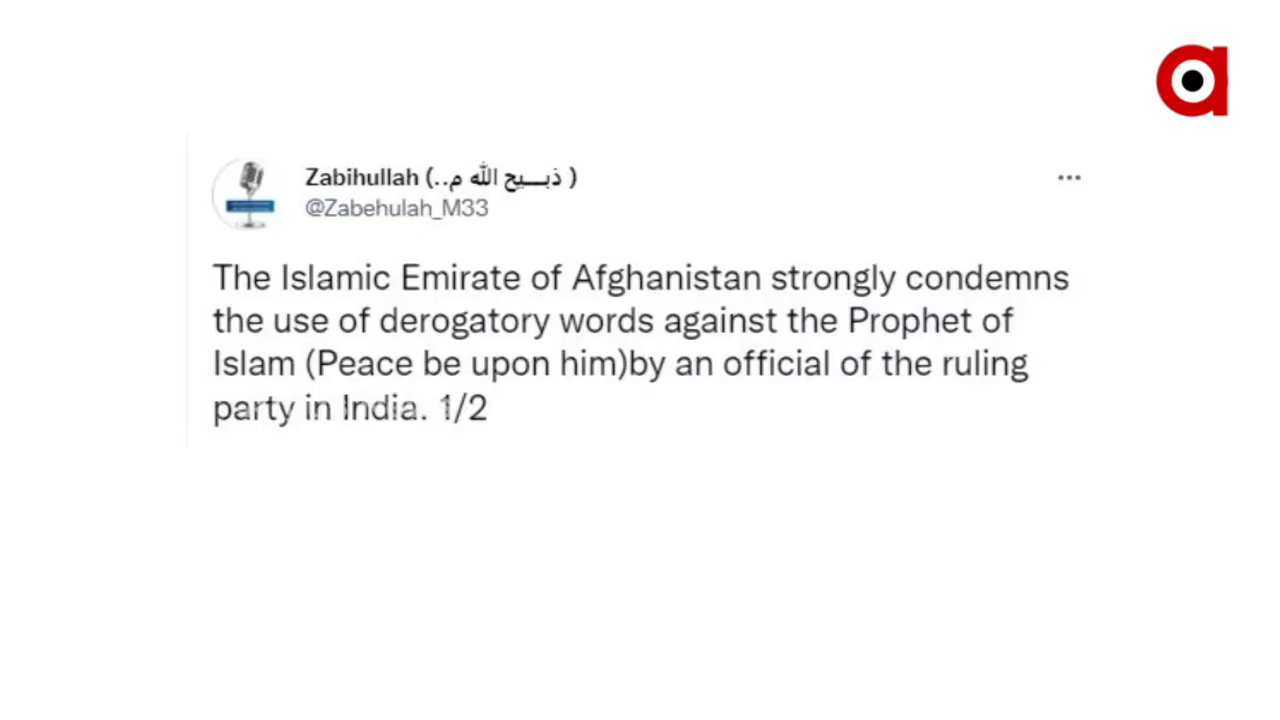 Zabihullah (..ذبـــيح الله م )
@Zabehulah_M33
The Islamic Emirate of Afghanistan strongly condemns
the use of derogatory words against the Prophet of
Islam (Peace be upon him)by an official of the ruling
party in India. 1/2